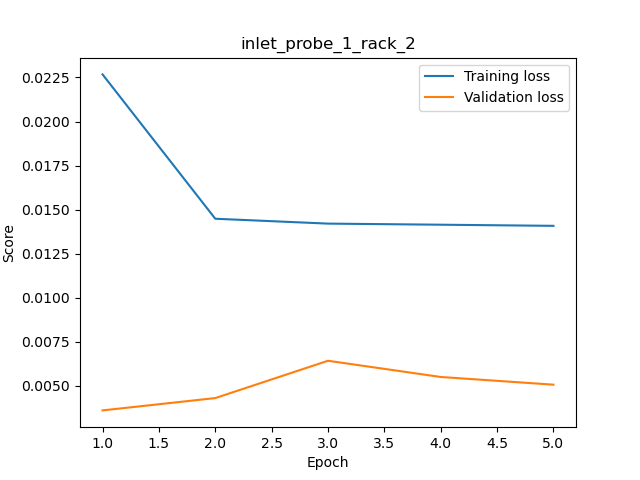 inlet_probe_1_rack_2
Training loss
Validation loss
0.0225
0.0200
0.0175
0.0150
0.0125
0.0100
0.0075
0.0050
Score
1.0 1.5 2.0 2.5 3.0 3.5 4.0 4.5 5.0
Epoch